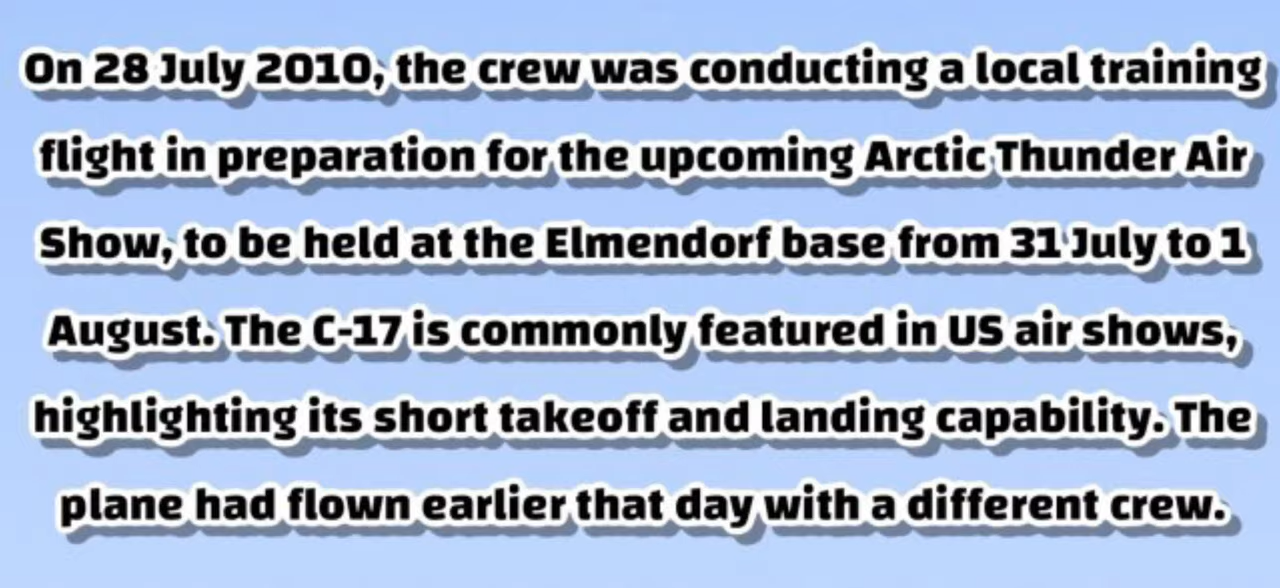 On 28 July 2010, the crew was conducting a local training
flight in preparation for the upcoming Arctic Thunder Air
Show, to be held at the Elmendorf base from 31 July to 1
August. The C-17 is commonly featured in US air shows,
highlighting its short takeoff and landing capability. The
plane had flown earlier that day with a different crew.